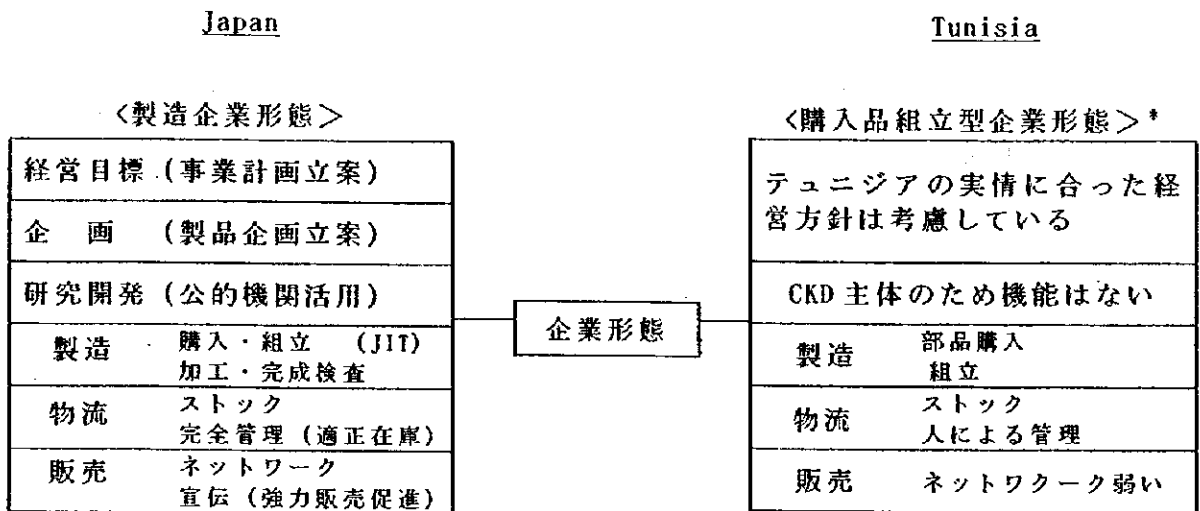 Japan
<製造企業形態>
経営目標 (事業計画立案)
企　画　(製品企画立案)
研究開発 (公的機関活用)
製造　購入・組立　(JIT)
加工・完成検査
物流　ストック
完全管理 (適正在庫)
販売　ネットワーク
宣伝 (強力販売促進)
企業形態
Tunisia
<購入品組立型企業形態>*
テュニジアの実情に合った経
営方針は考慮している
CKD 主体のため機能はない
製造　部品購入
組立
物流　ストック
人による管理
販売　ネットワクーク弱い